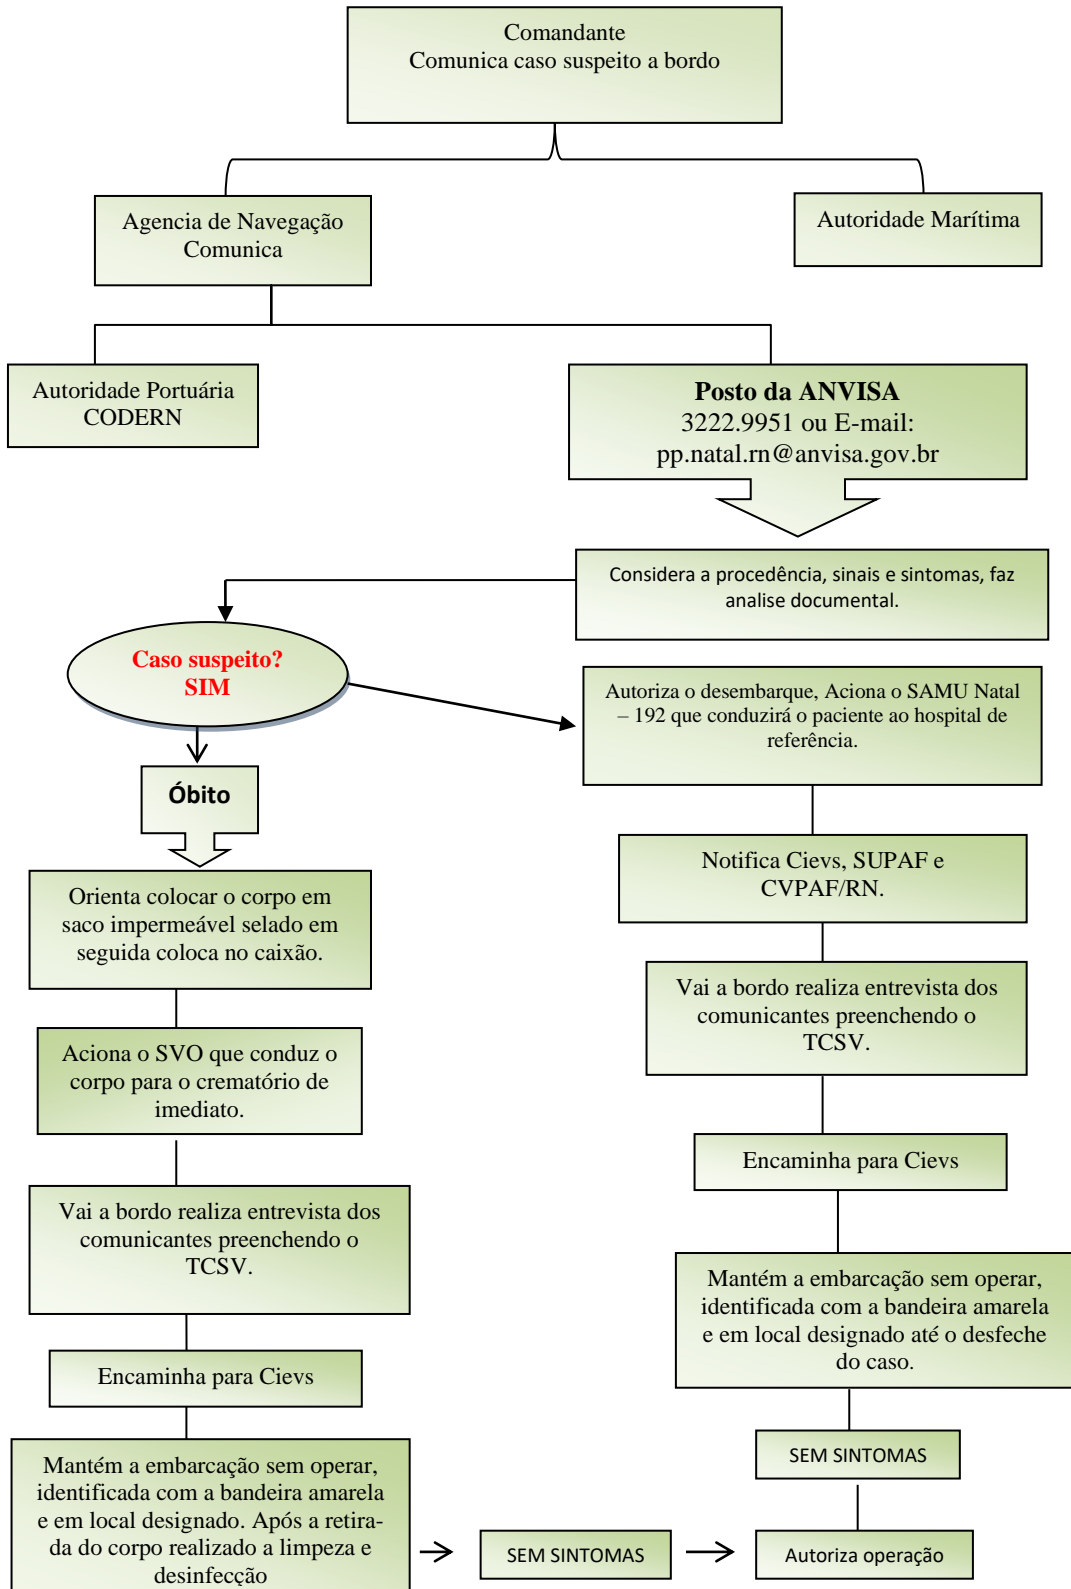 Comandante
Comunica caso suspeito a bordo
Agencia de Navegação
Comunica
Autoridade Marítima
Autoridade Portuária
CODERN
Posto da ANVISA
3222.9951 ou E-mail:
pp.natal.rn@anvisa.gov.br
Considera a procedência, sinais e sintomas, faz
analise documental.
Caso suspeito?
SIM
Autoriza o desembarque, Aciona o SAMU Natal
– 192 que conduzirá o paciente ao hospital de
referência.
Óbito
Notifica Cievs, SUPAF e
CVPAF/RN.
Orienta colocar o corpo em
saco impermeável selado em
seguida coloca no caixão.
Vai a bordo realiza entrevista dos
comunicantes preenchendo o
TCSV.
Aciona o SVO que conduz o
corpo para o crematório de
imediato.
Encaminha para Cievs
Vai a bordo realiza entrevista dos
comunicantes preenchendo o
TCSV.
Mantém a embarcação sem operar,
identificada com a bandeira amarela
e em local designado até o desfeche
do caso.
Encaminha para Cievs
SEM SINTOMAS
Mantém a embarcação sem operar,
identificada com a bandeira amarela
e em local designado. Após a retira-
da do corpo realizado a limpeza e
desinfecção
SEM SINTOMAS
Autoriza operação